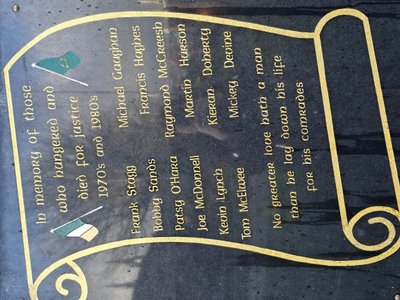 In memory of those
who hungered and
died for justice
1970's and 1980's
Michael Gaughan
Frank Stagg
Francis Hughes
Bobby Sands
Raymond McCreesh
Patsy O'Hara
Martin Hurson
Joe McDonnell
Kieran Doherty
Kevin Lynch
Mickey Devine
Tom McElwee
No greater love hath a man
than he lay down his life
for his comrades